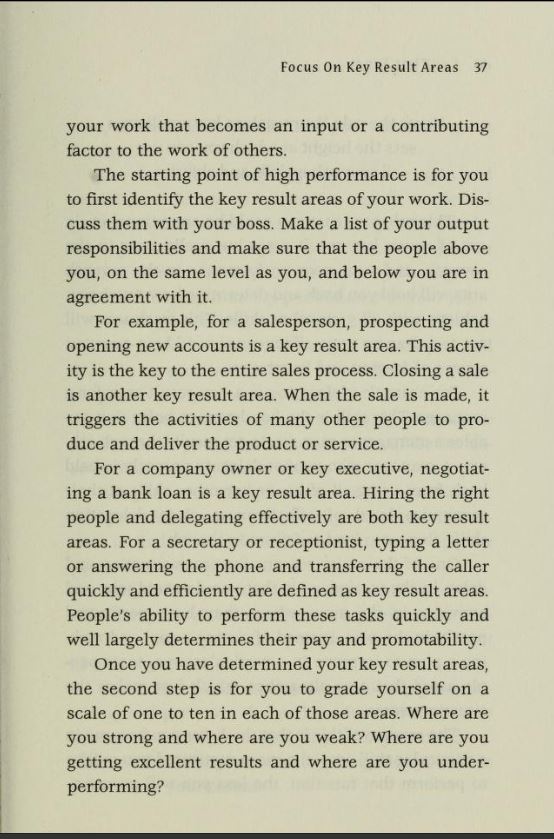 Focus On Key Result Areas 37
your work that becomes an input or a contributing
factor to the work of others.
The starting point of high performance is for you
to first identify the key result areas of your work. Dis-
cuss them with your boss. Make a list of your output
responsibilities and make sure that the people above
you, on the same level as you, and below you are in
agreement with it.
For example, for a salesperson, prospecting and
opening new accounts is a key result area. This activ-
ity is the key to the entire sales process. Closing a sale
is another key result area. When the sale is made, it
triggers the activities of many other people to pro-
duce and deliver the product or service.
For a company owner or key executive, negotiat-
ing a bank loan is a key result area. Hiring the right
people and delegating effectively are both key result
areas. For a secretary or receptionist, typing a letter
or answering the phone and transferring the caller
quickly and efficiently are defined as key result areas.
People's ability to perform these tasks quickly and
well largely determines their pay and promotability.
Once you have determined your key result areas,
the second step is for you to grade yourself on a
scale of one to ten in each of those areas. Where are
you strong and where are you weak? Where are you
getting excellent results and where are you under-
performing?